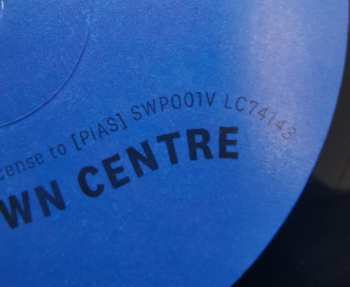 cense to [PIAS] SWP001V LC74143
WN CENTRE